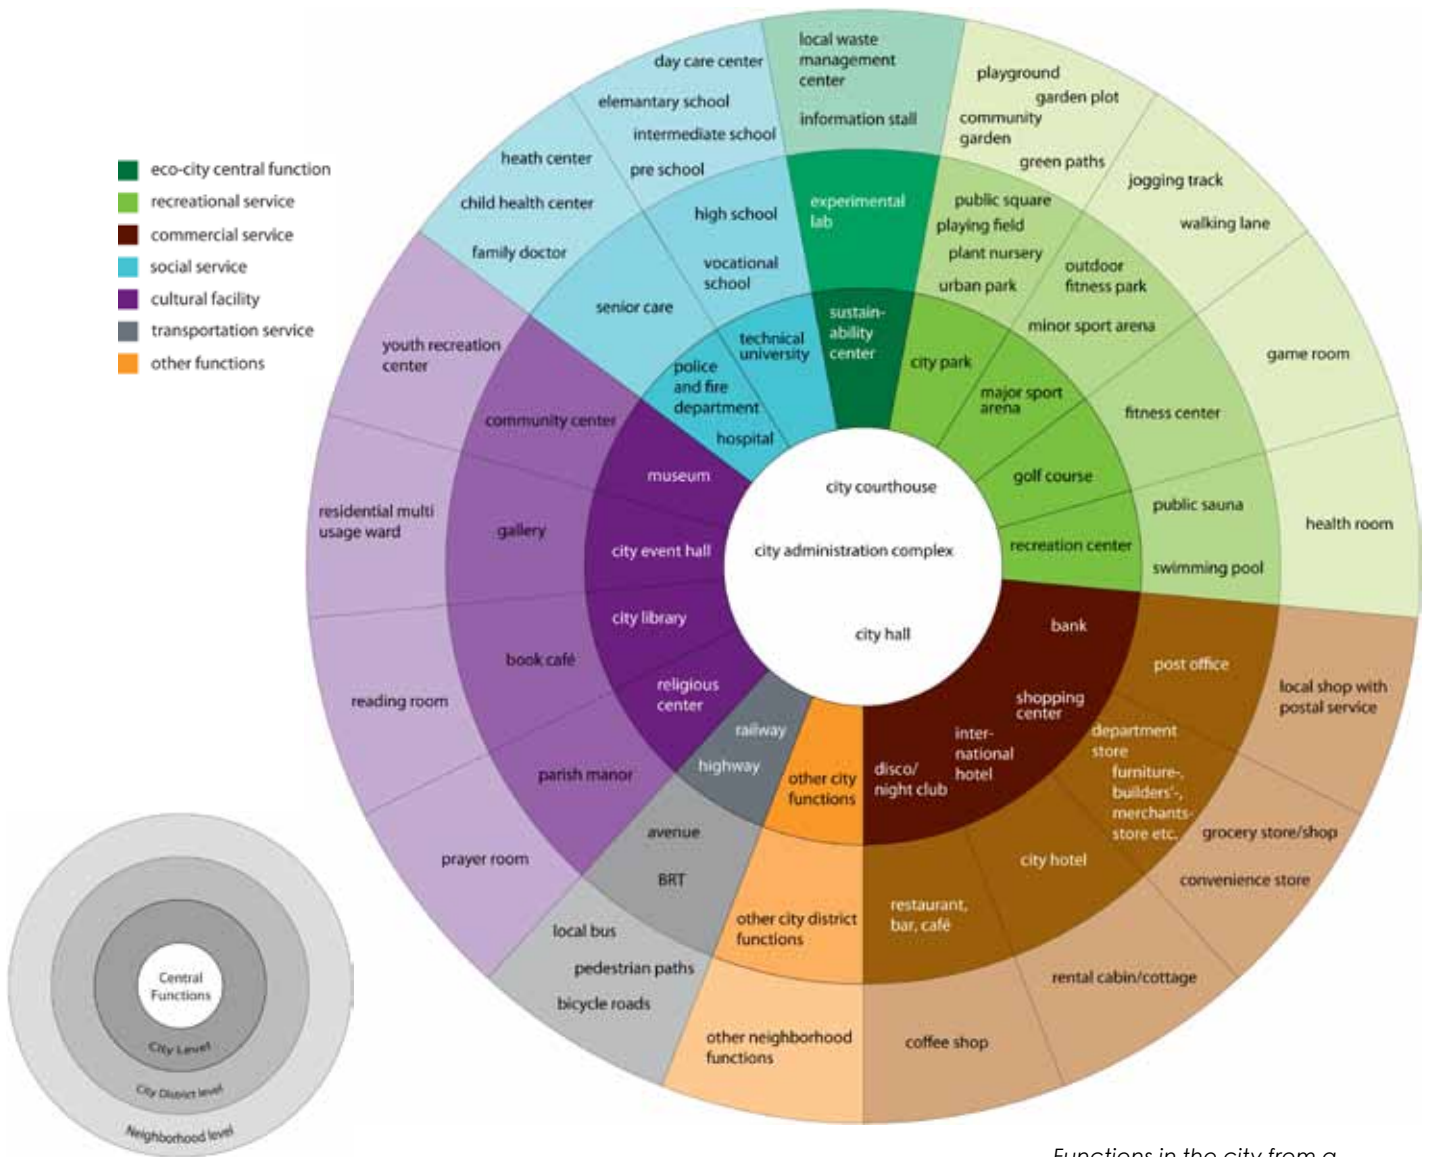 eco-city central function
recreational service
commercial service
social service
cultural facility
transportation service
other functions
local waste
management
center
information stall
experimental
lab
sustain-
ability
center
playground
garden plot
community
garden
green paths
public square
playing field
plant nursery
urban park
city park
jogging track
walking lane
outdoor
fitness park
minor sport arena
major sport
arena
game room
fitness center
golf course
health room
public sauna
swimming pool
recreation center
bank
post office
local shop with
postal service
shopping
center
department
store
furniture-,
builders'-,
merchants-
store etc.
grocery store/shop
convenience store
inter-
national
hotel
city hotel
rental cabin/cottage
disco/
night club
restaurant,
bar, café
coffee shop
other city
functions
other city district
functions
other neighborhood
functions
railway
highway
avenue
BRT
local bus
pedestrian paths
bicycle roads
religious
center
parish manor
prayer room
city library
book café
reading room
city event hall
gallery
residential multi
usage ward
museum
community center
youth recreation
center
police
and fire
department
hospital
senior care
heath center
child health center
family doctor
technical
university
high school
vocational
school
day care center
elemantary school
intermediate school
pre school
city courthouse
city administration complex
city hall
Central
Functions
City Level
City District level
Neighborhood level
Functions in the city from a